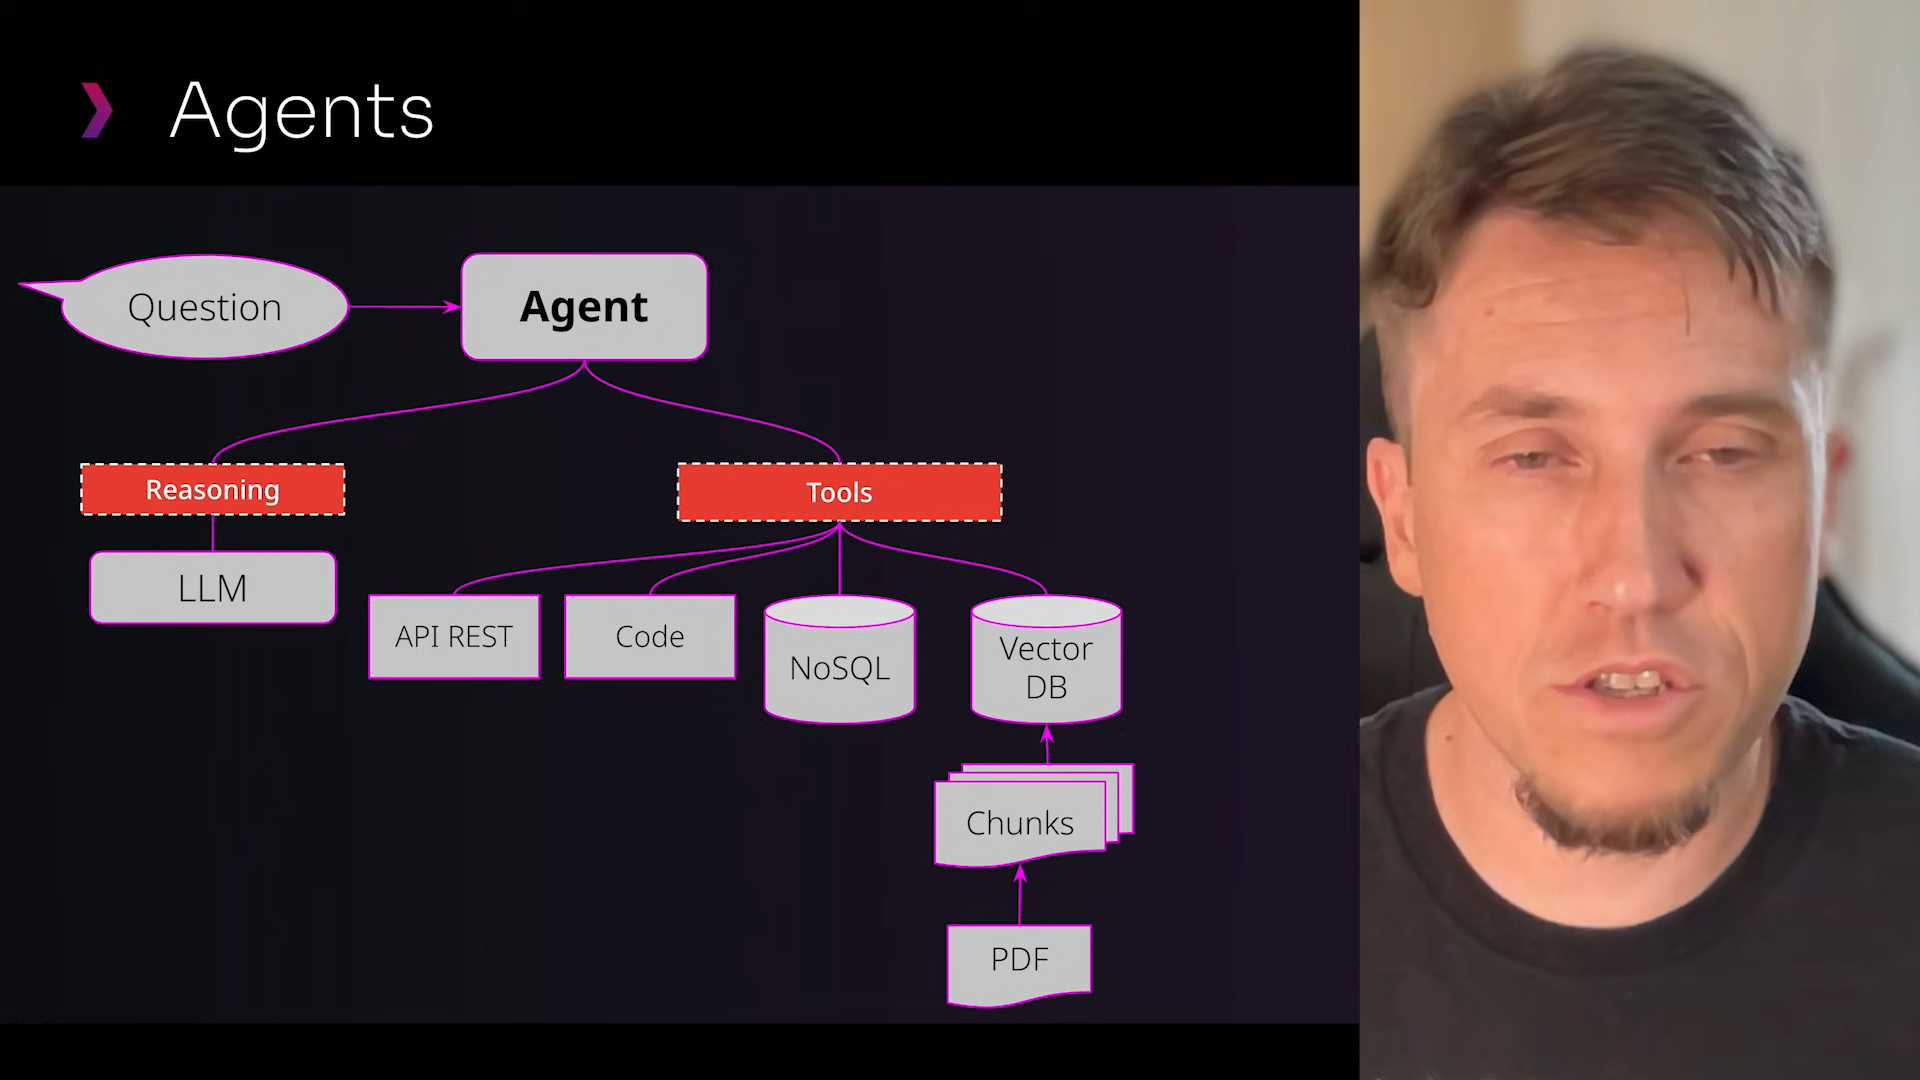 Agents
Question
Agent
Reasoning
Tools
LLM
API REST
Code
NoSQL
Vector
DB
Chunks
PDF